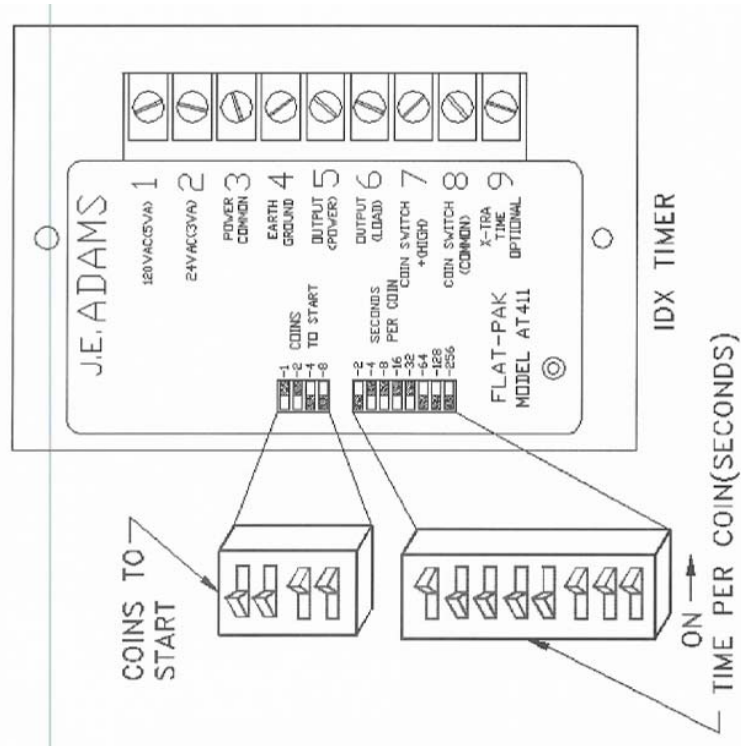 J.E. ADAMS
120VAC(5VA) 1
24VAC(3VA) 2
POWER
COMMON 3
EARTH
GROUND 4
OUTPUT
(POWER) 5
OUTPUT
(LOAD) 6
COIN SWITCH
+(HIGH) 7
COIN SWITCH
(COMMON) 8
X-TRA
TIME
OPTIONAL 9
COINS
TO START
-1
-2
-4
-8
SECONDS
PER COIN
-2
-4
-8
-16
-32
-64
-128
-256
FLAT-PAK
MODEL AT411
IDX TIMER
COINS TO
START
ON
TIME PER COIN(SECONDS)